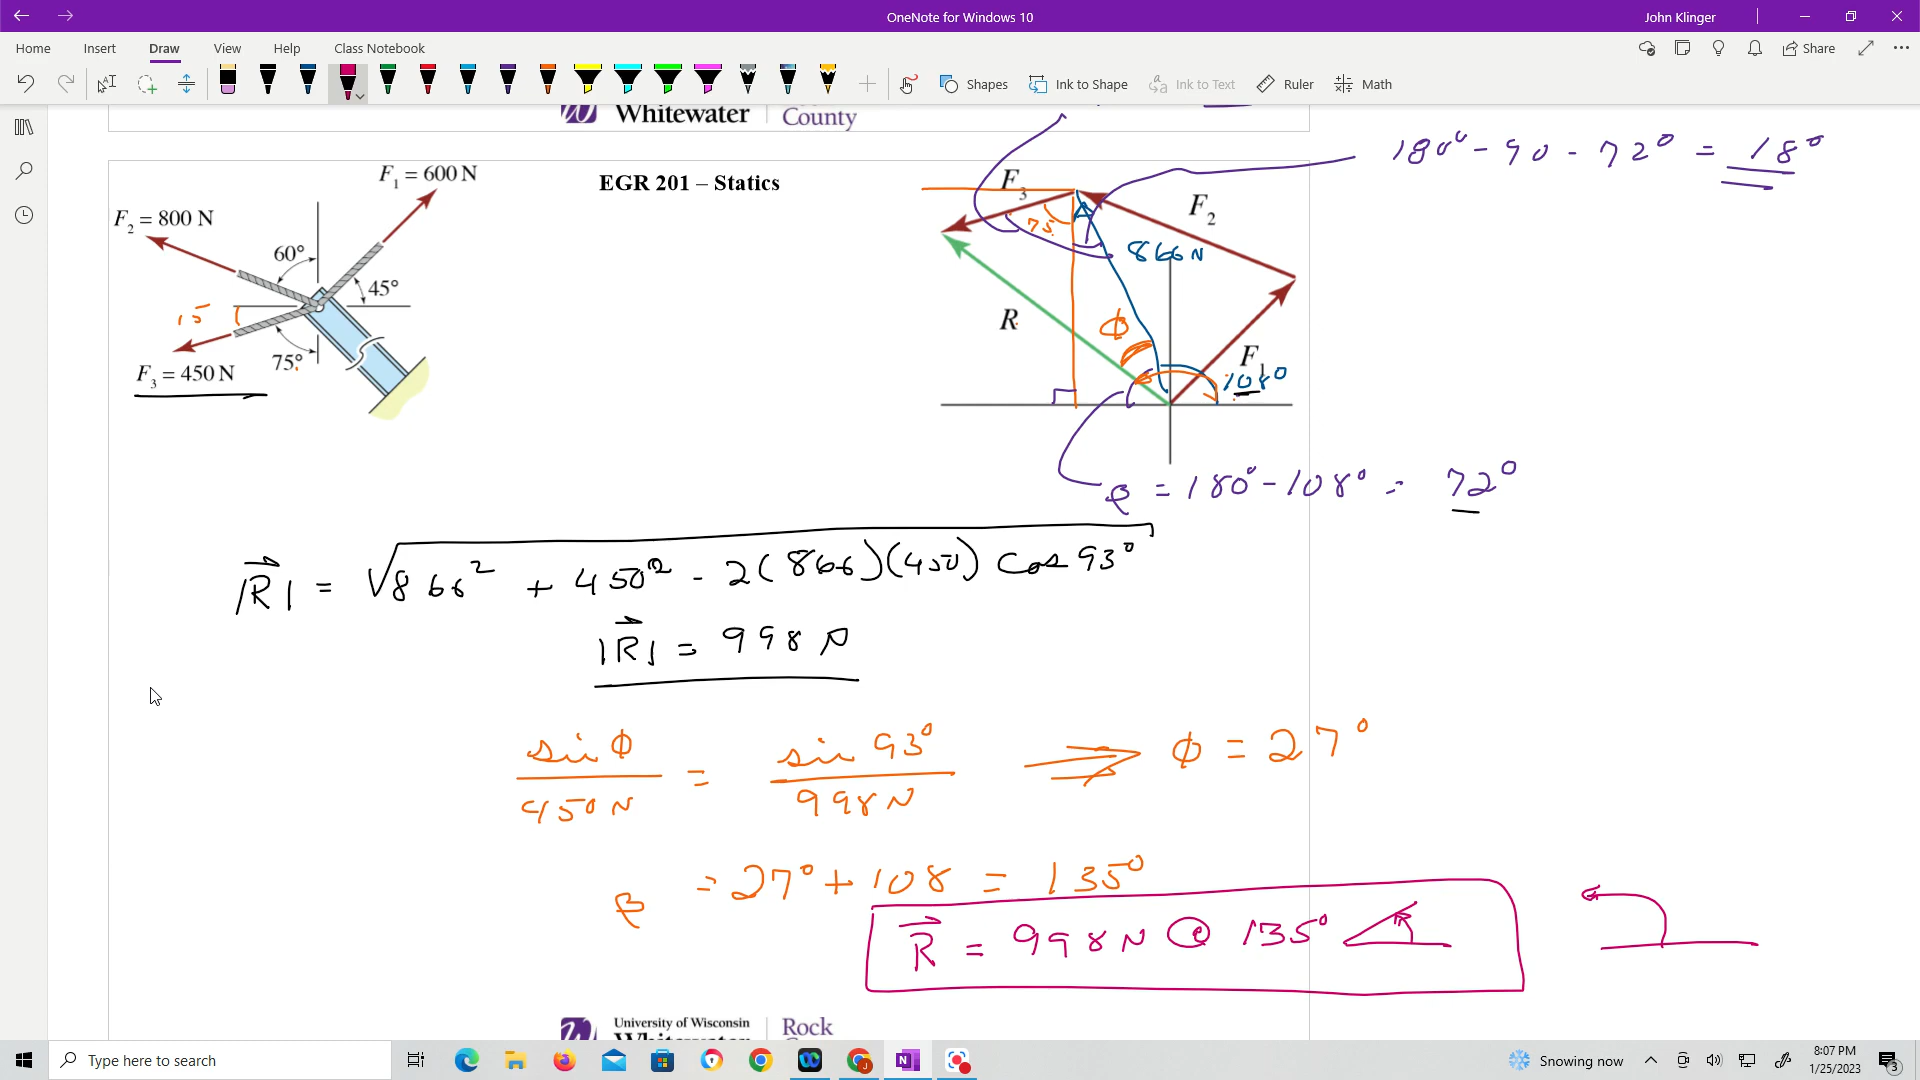 OneNote for Windows 10
John Klinger
Home Insert Draw View Help Class Notebook
Share
Shapes Ink to Shape Ink to Text Ruler Math
Whitewater County
EGR 201 – Statics
180° - 90 - 72° = 18°
F₁ = 600 N
F₂ = 800 N
60°
45°
15
75°
F₃ = 450 N
F₃
75
F₂
866 N
R
ϕ
F₁
108°
β = 180° - 108° = 72°
|R⃗| = √866² + 450² - 2(866)(450) cos 93°
|R⃗| = 998 N
sin ϕ / 450 N = sin 93° / 998 N ⇒ ϕ = 27°
β = 27° + 108 = 135°
R⃗ = 998 N @ 135°
University of Wisconsin Rock
Type here to search
Snowing now
8:07 PM
1/25/2023
3